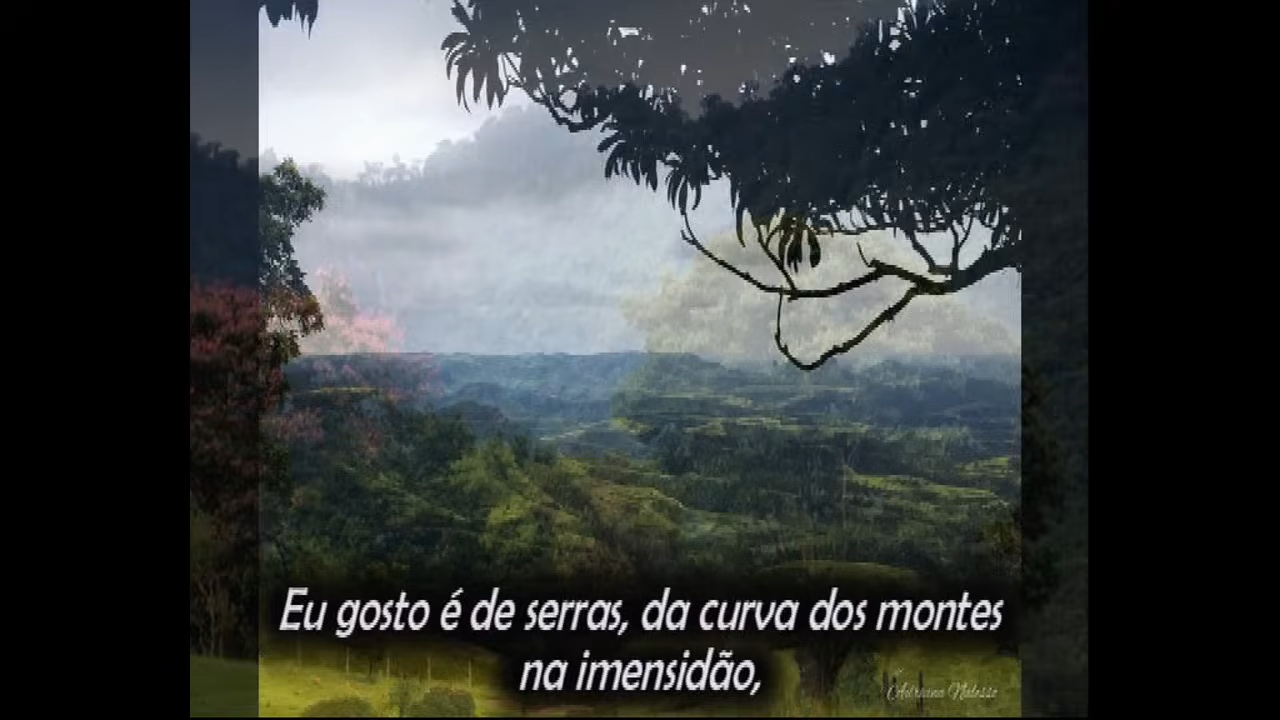 Eu gosto é de serras, da curva dos montes
na imensidão,